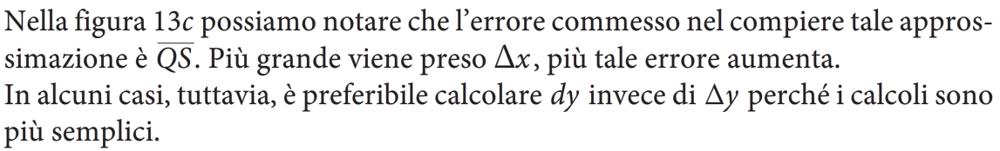 Nella figura 13c possiamo notare che l’errore commesso nel compiere tale appros-
simazione è \overline{QS}. Più grande viene preso Δx, più tale errore aumenta.
In alcuni casi, tuttavia, è preferibile calcolare dy invece di Δy perché i calcoli sono
più semplici.